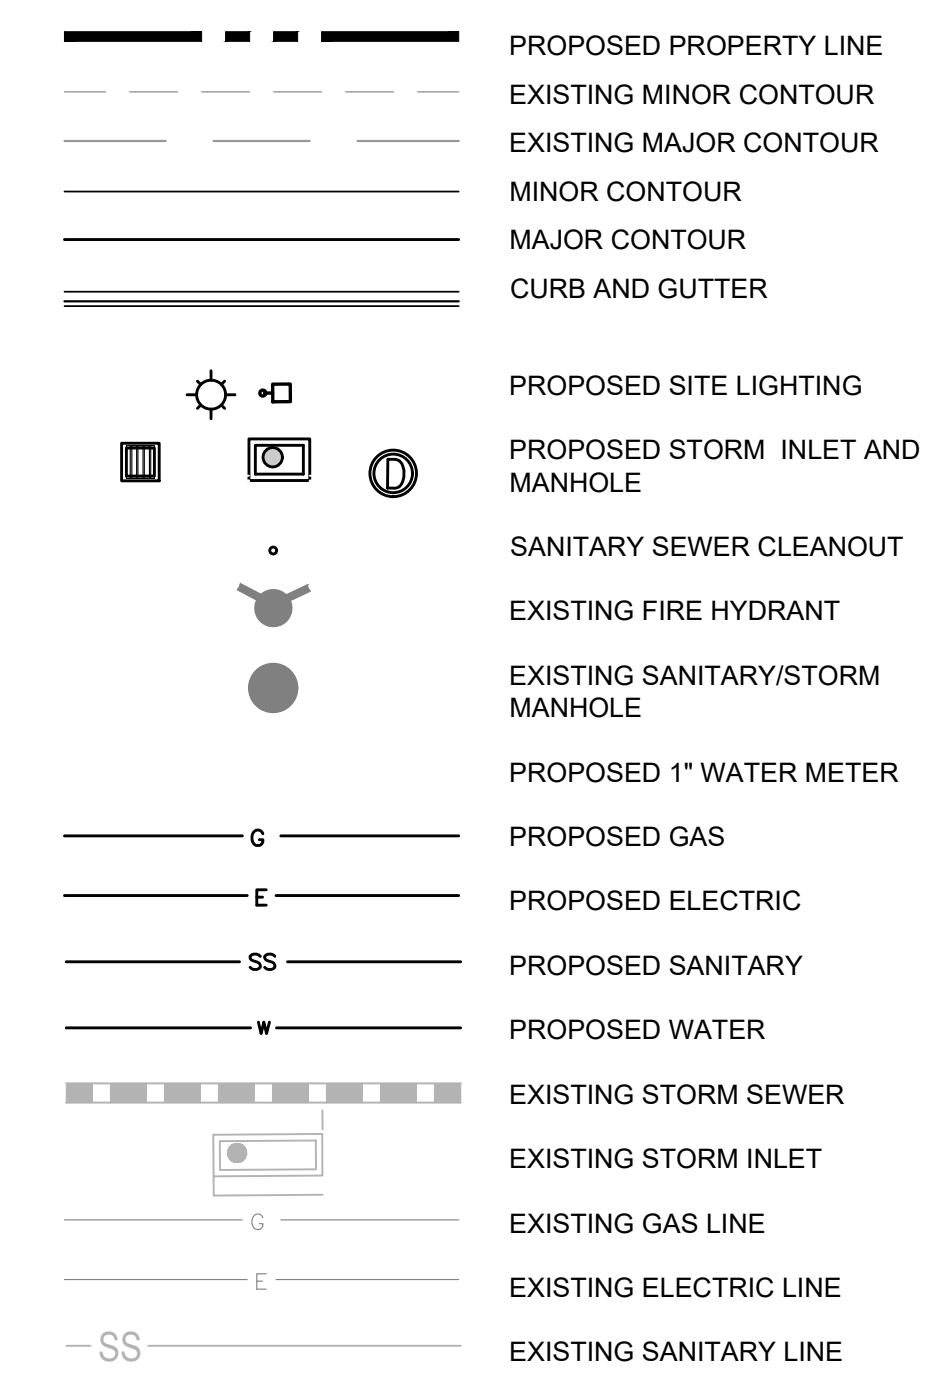 PROPOSED PROPERTY LINE
EXISTING MINOR CONTOUR
EXISTING MAJOR CONTOUR
MINOR CONTOUR
MAJOR CONTOUR
CURB AND GUTTER
PROPOSED SITE LIGHTING
PROPOSED STORM INLET AND
MANHOLE
D
SANITARY SEWER CLEANOUT
EXISTING FIRE HYDRANT
EXISTING SANITARY/STORM
MANHOLE
PROPOSED 1" WATER METER
G PROPOSED GAS
E PROPOSED ELECTRIC
SS PROPOSED SANITARY
W PROPOSED WATER
EXISTING STORM SEWER
EXISTING STORM INLET
G EXISTING GAS LINE
E EXISTING ELECTRIC LINE
SS EXISTING SANITARY LINE